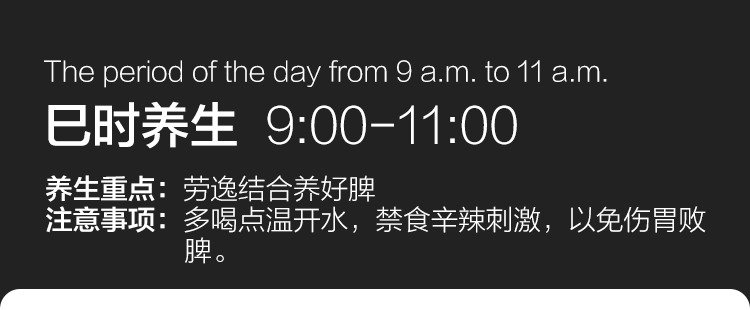 The period of the day from 9 a.m. to 11 a.m.
巳时养生 9:00-11:00
养生重点：劳逸结合养好脾
注意事项：多喝点温开水，禁食辛辣刺激，以免伤胃败
脾。